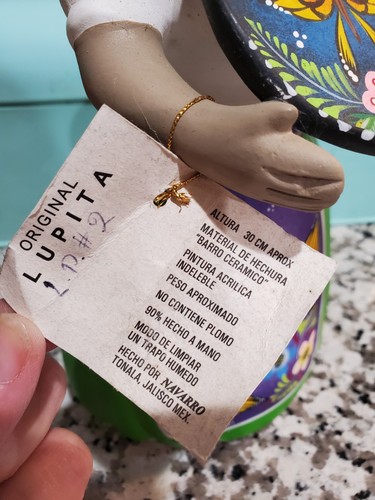 ORIGINAL
LUPITA
L.D.#2
ALTURA 30 CM APROX
MATERIAL DE HECHURA
"BARRO CERAMICO"
PINTURA ACRILICA
INDELEBLE
PESO APROXIMADO
NO CONTIENE PLOMO
90% HECHO A MANO
MODO DE LIMPIAR
UN TRAPO HUMEDO
HECHO POR NAVARRO
TONALA, JALISCO MEX.